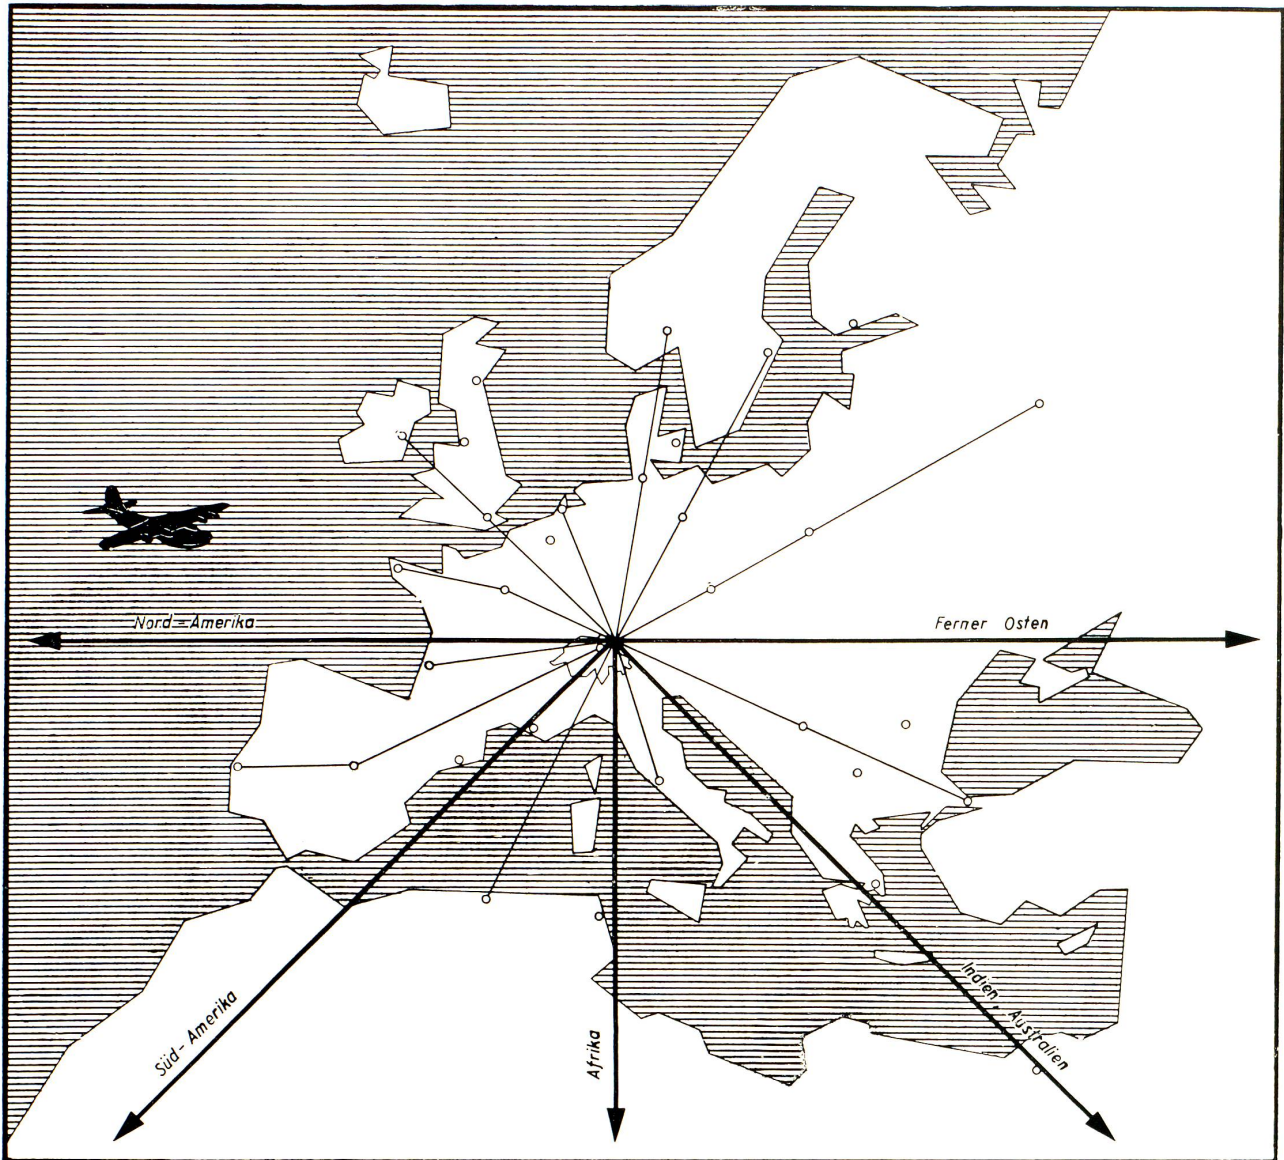 Nord-Amerika
Ferner Osten
Süd-Amerika
Afrika
Indien, Australien